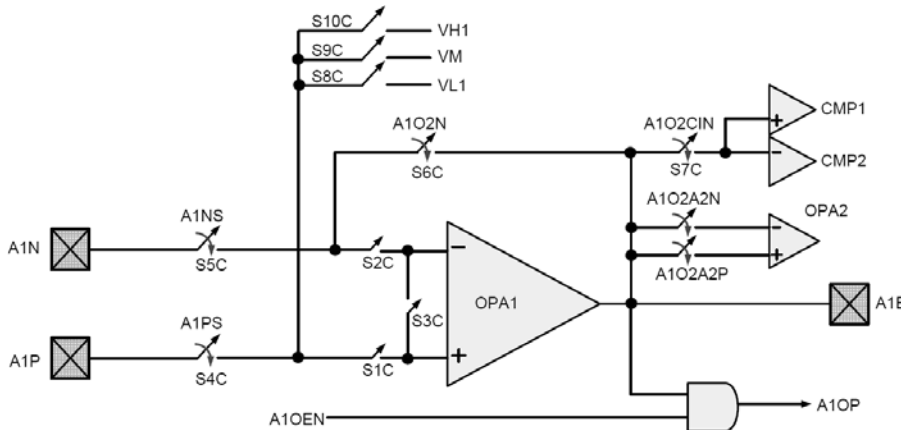 S10C
VH1
S9C
VM
S8C
VL1
A1O2N
S6C
A1O2CIN
S7C
+
CMP1
−
CMP2
A1NS
A1N
S5C
S2C
−
OPA1
S3C
A1O2A2N
−
OPA2
+
A1O2A2P
A1PS
A1P
S4C
S1C
+
A1OEN
A1OP